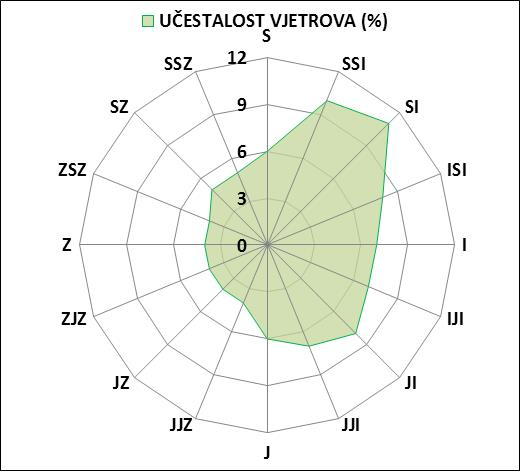 UČESTALOST VJETROVA (%)
S
SSI
SI
ISI
I
IJI
JI
JJI
J
JJZ
JZ
ZJZ
Z
ZSZ
SZ
SSZ
12
9
6
3
0